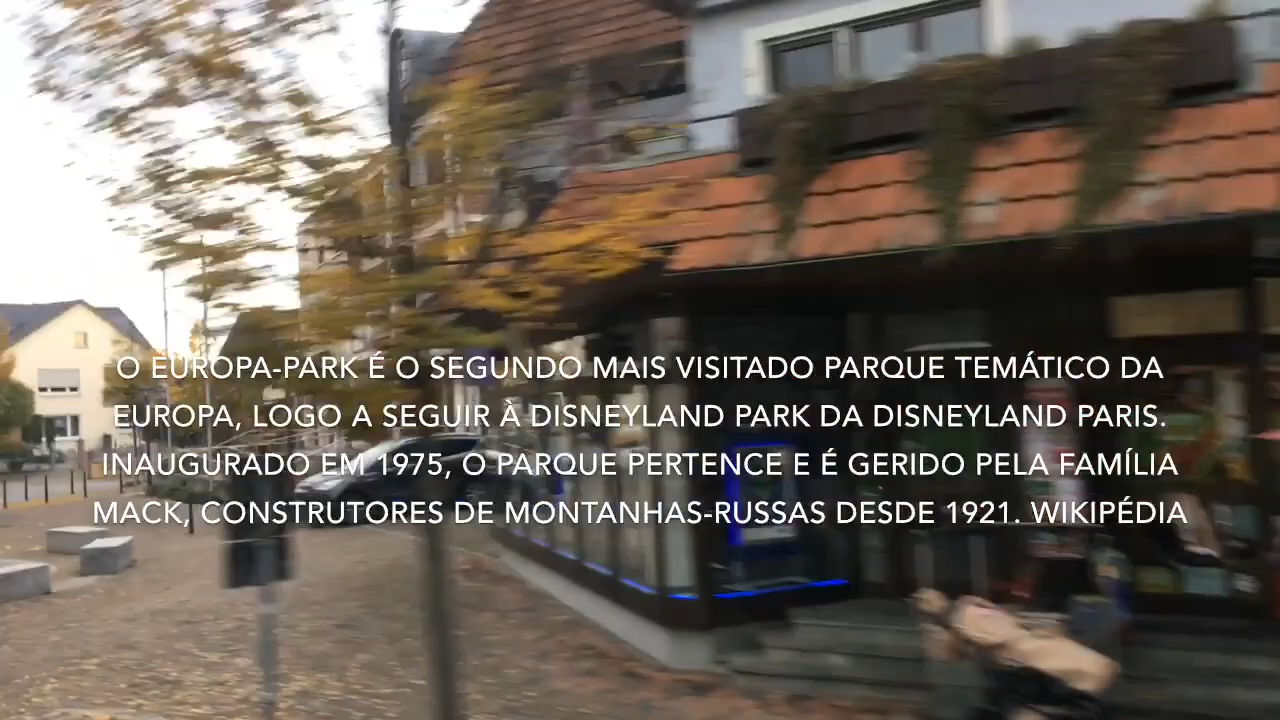 O EUROPA-PARK É O SEGUNDO MAIS VISITADO PARQUE TEMÁTICO DA
EUROPA, LOGO A SEGUIR À DISNEYLAND PARK DA DISNEYLAND PARIS.
INAUGURADO EM 1975, O PARQUE PERTENCE E É GERIDO PELA FAMÍLIA
MACK, CONSTRUTORES DE MONTANHAS-RUSSAS DESDE 1921. WIKIPÉDIA